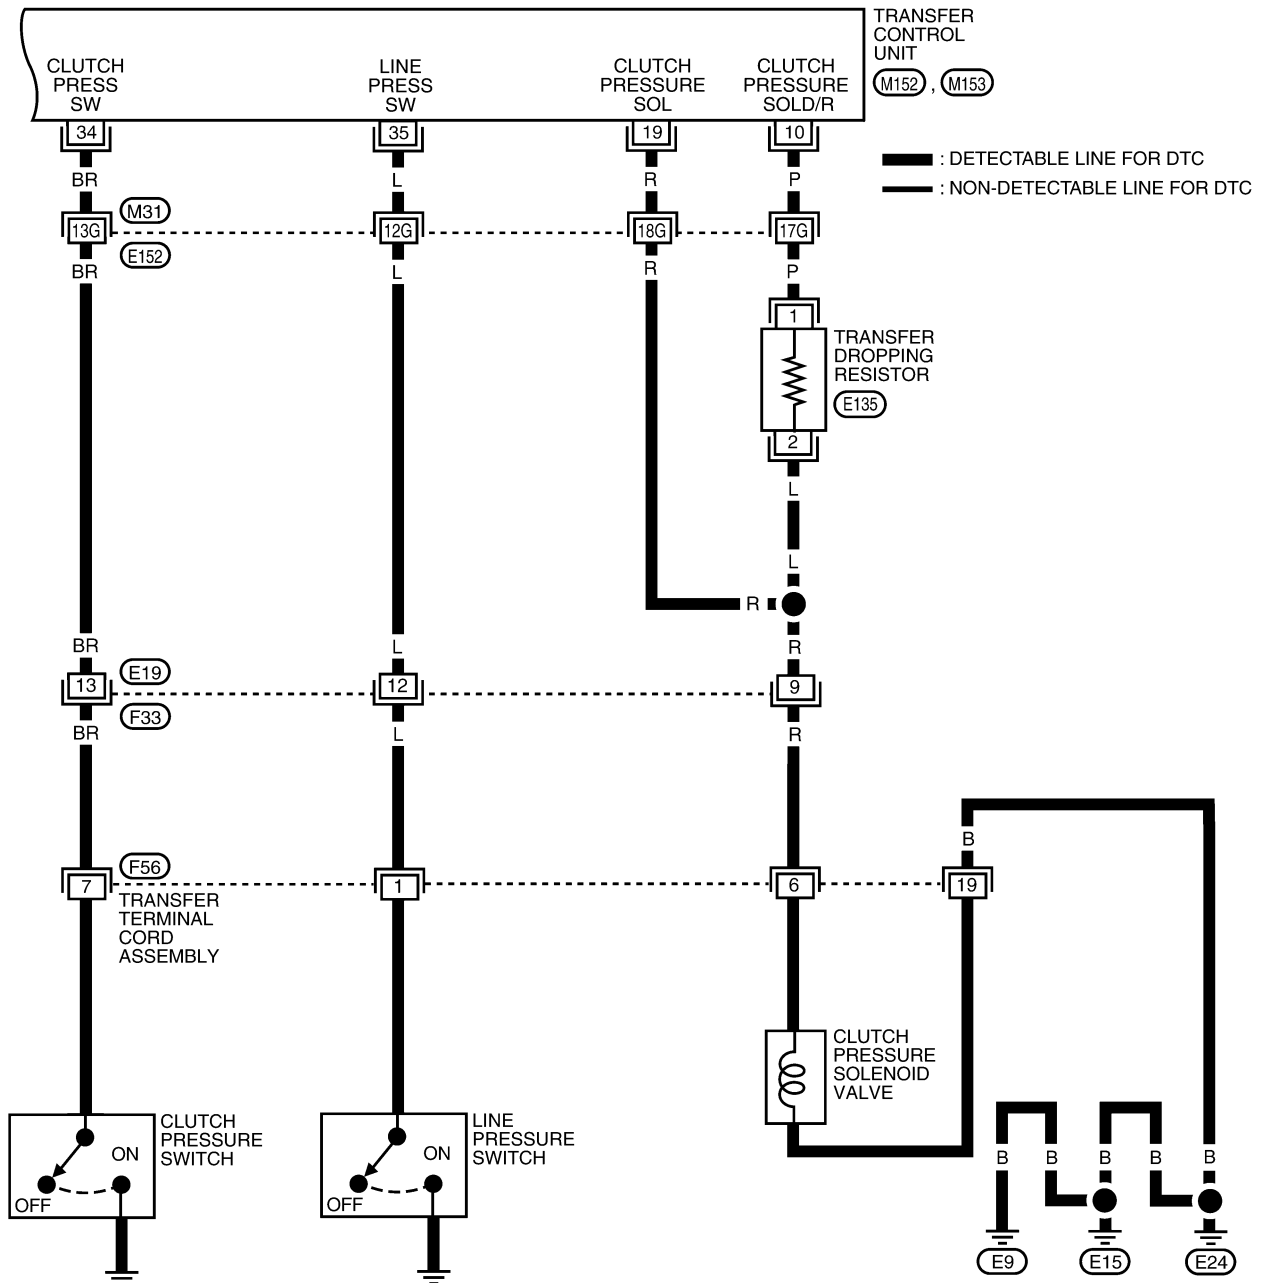 TRANSFER
CONTROL
UNIT
M152 , M153
CLUTCH
PRESS
SW
LINE
PRESS
SW
CLUTCH
PRESSURE
SOL
CLUTCH
PRESSURE
SOLD/R
34
35
19
10
: DETECTABLE LINE FOR DTC
: NON-DETECTABLE LINE FOR DTC
BR
L
R
P
M31
13G
12G
18G
17G
E152
BR
L
R
P
1
TRANSFER
DROPPING
RESISTOR
E135
2
L
L
R
BR
L
R
E19
13
12
9
F33
BR
L
R
B
F56
7
1
6
19
TRANSFER
TERMINAL
CORD
ASSEMBLY
CLUTCH
PRESSURE
SOLENOID
VALVE
CLUTCH
PRESSURE
SWITCH
ON
OFF
LINE
PRESSURE
SWITCH
ON
OFF
B
B
B
B
B
E9
E15
E24